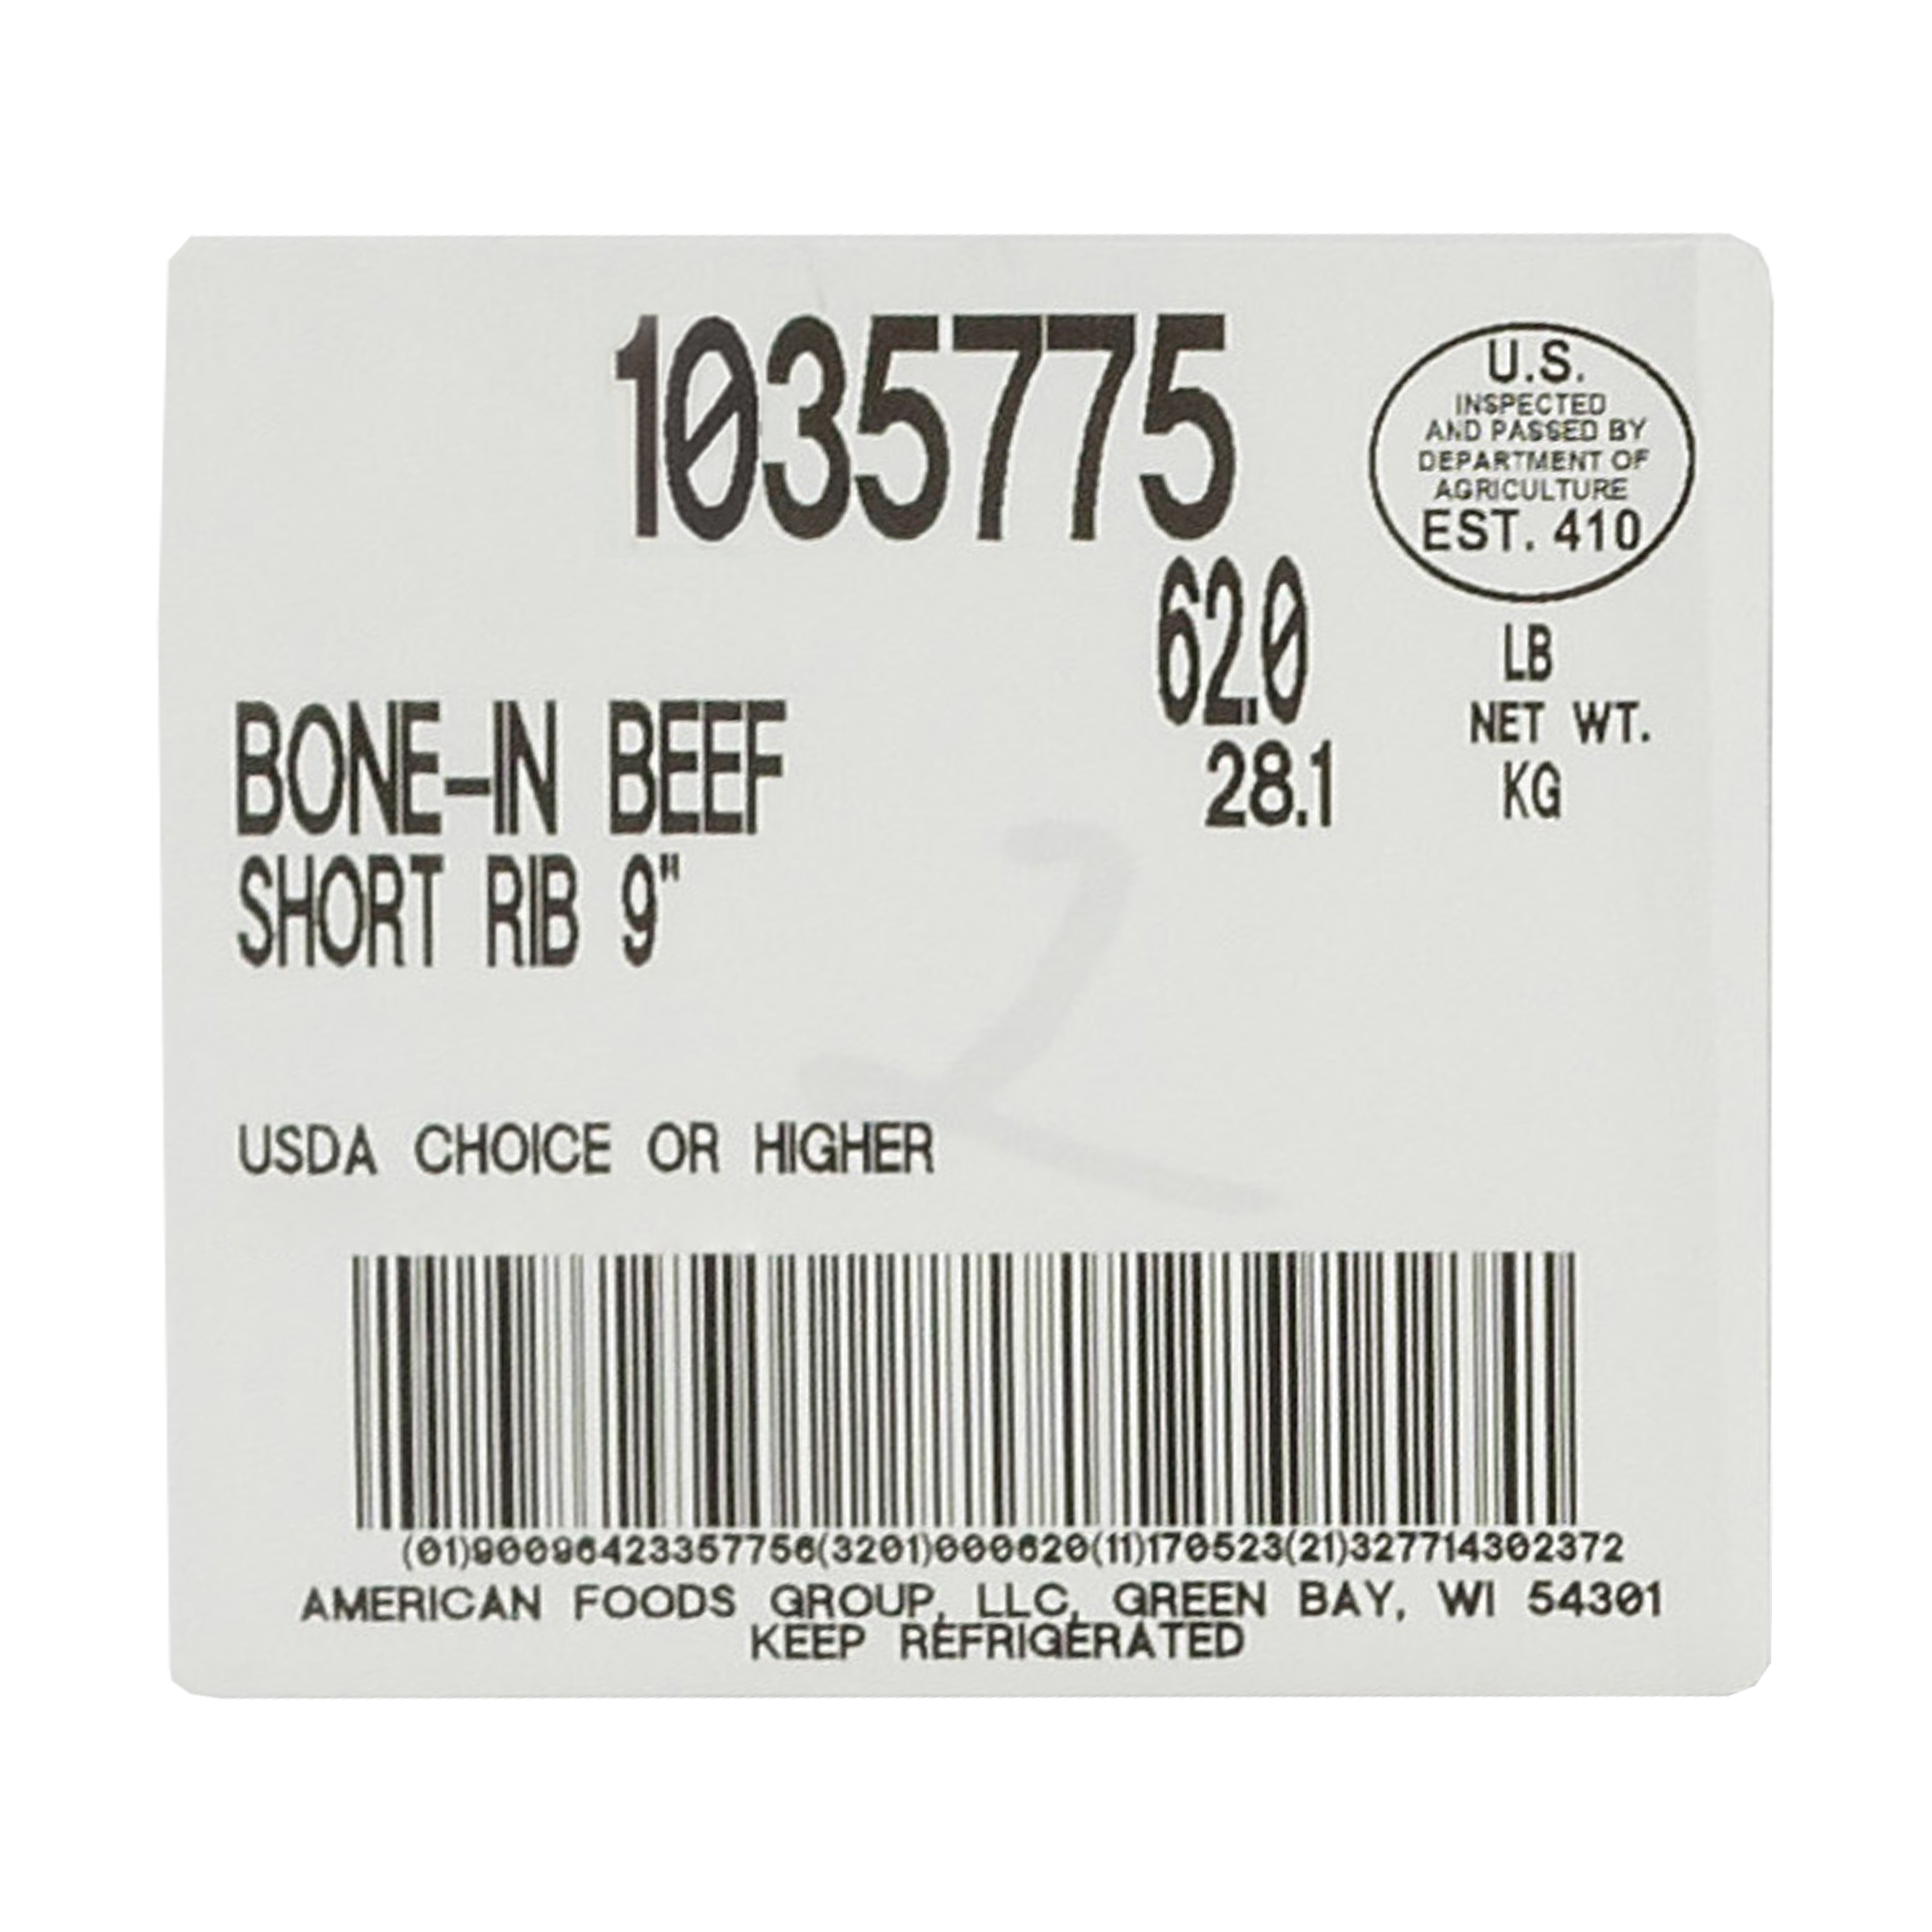 1035775
U.S.
INSPECTED
AND PASSED BY
DEPARTMENT OF
AGRICULTURE
EST. 410
62.0 LB
NET WT.
28.1 KG
BONE-IN BEEF
SHORT RIB 9"
2
USDA CHOICE OR HIGHER
(01)90096423357756(3201)000620(11)170523(21)327714302372
AMERICAN FOODS GROUP, LLC, GREEN BAY, WI 54301
KEEP REFRIGERATED